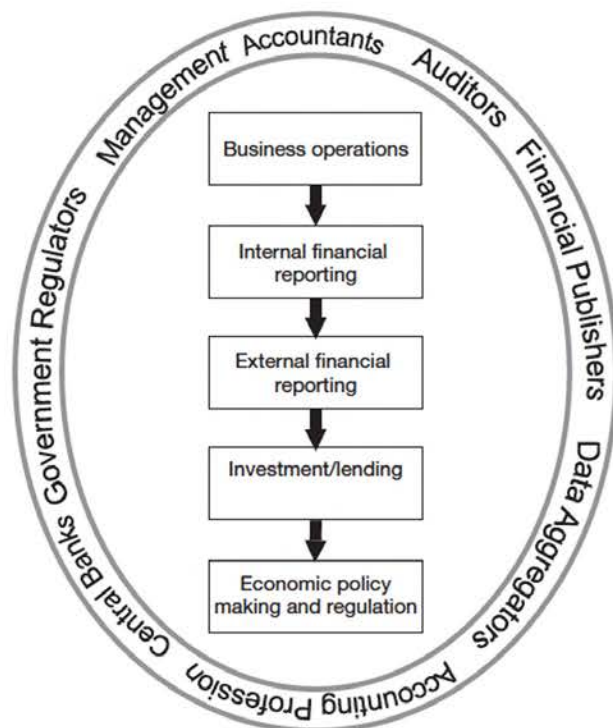 Management Accountants
Auditors
Financial Publishers
Data Aggregators
Accounting Profession
Central Banks
Government Regulators
Business operations
Internal financial
reporting
External financial
reporting
Investment/lending
Economic policy
making and regulation